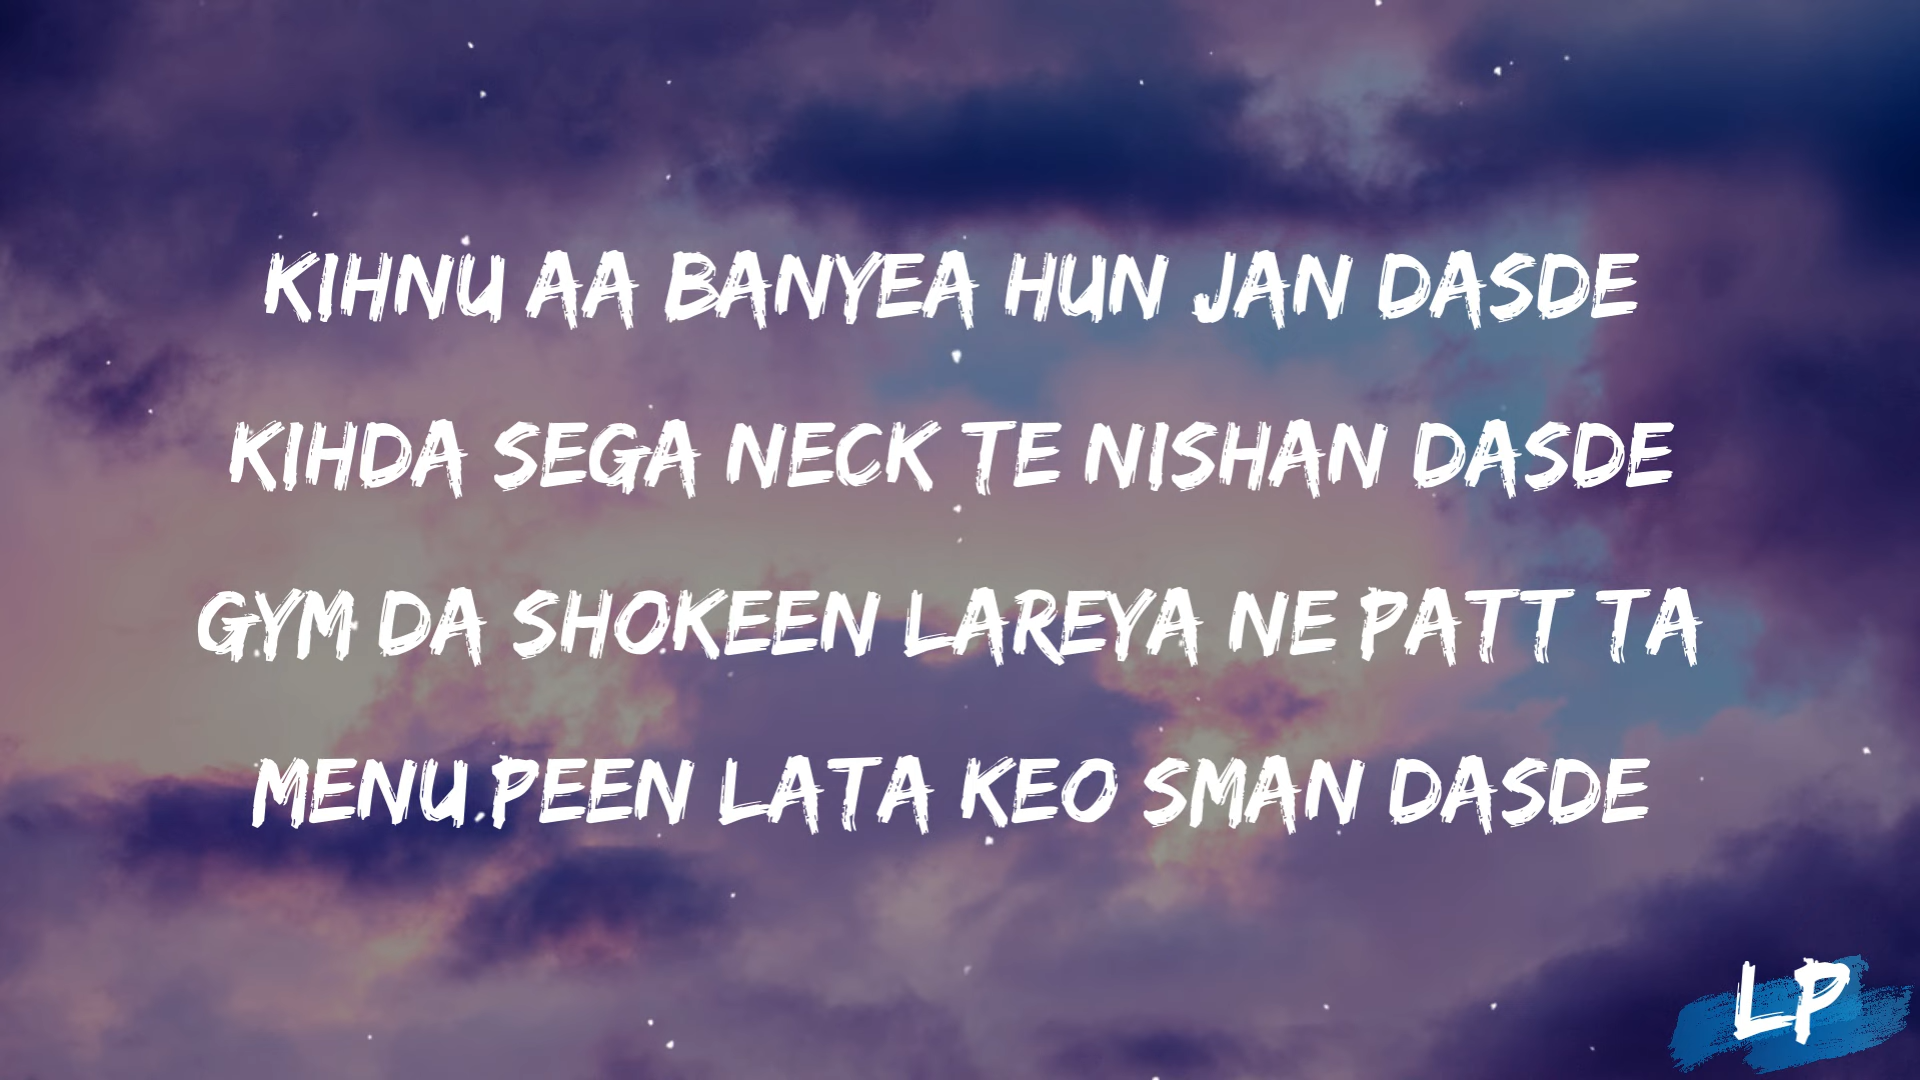 KIHNU AA BANYEA HUN JAN DASDE
KIHDA SEGA NECK TE NISHAN DASDE
GYM DA SHOKEEN LAREYA NE PATT TA
MENU PEEN LATA KEO SMAN DASDE
LP